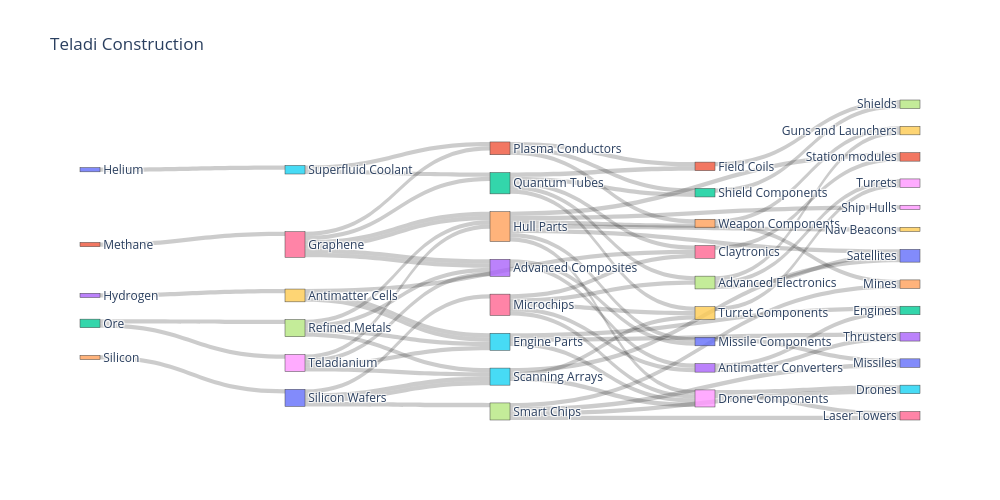 Teladi Construction
Helium
Methane
Hydrogen
Ore
Silicon
Superfluid Coolant
Graphene
Antimatter Cells
Refined Metals
Teladianium
Silicon Wafers
Plasma Conductors
Quantum Tubes
Hull Parts
Advanced Composites
Microchips
Engine Parts
Scanning Arrays
Smart Chips
Field Coils
Shield Components
Weapon Components
Claytronics
Advanced Electronics
Turret Components
Missile Components
Antimatter Converters
Drone Components
Shields
Guns and Launchers
Station modules
Turrets
Ship Hulls
Nav Beacons
Satellites
Mines
Engines
Thrusters
Missiles
Drones
Laser Towers